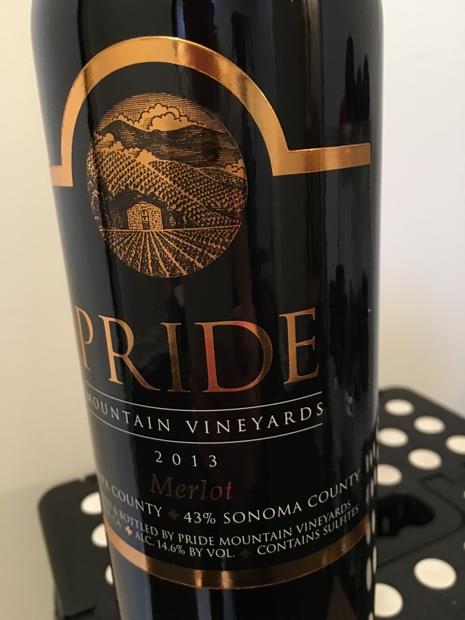 PRIDE
MOUNTAIN VINEYARDS
2013
Merlot
COUNTY ✦ 43% SONOMA COUNTY
& BOTTLED BY PRIDE MOUNTAIN VINEYARDS
CA ✦ ALC. 14.6% BY VOL. ✦ CONTAINS SULFITES